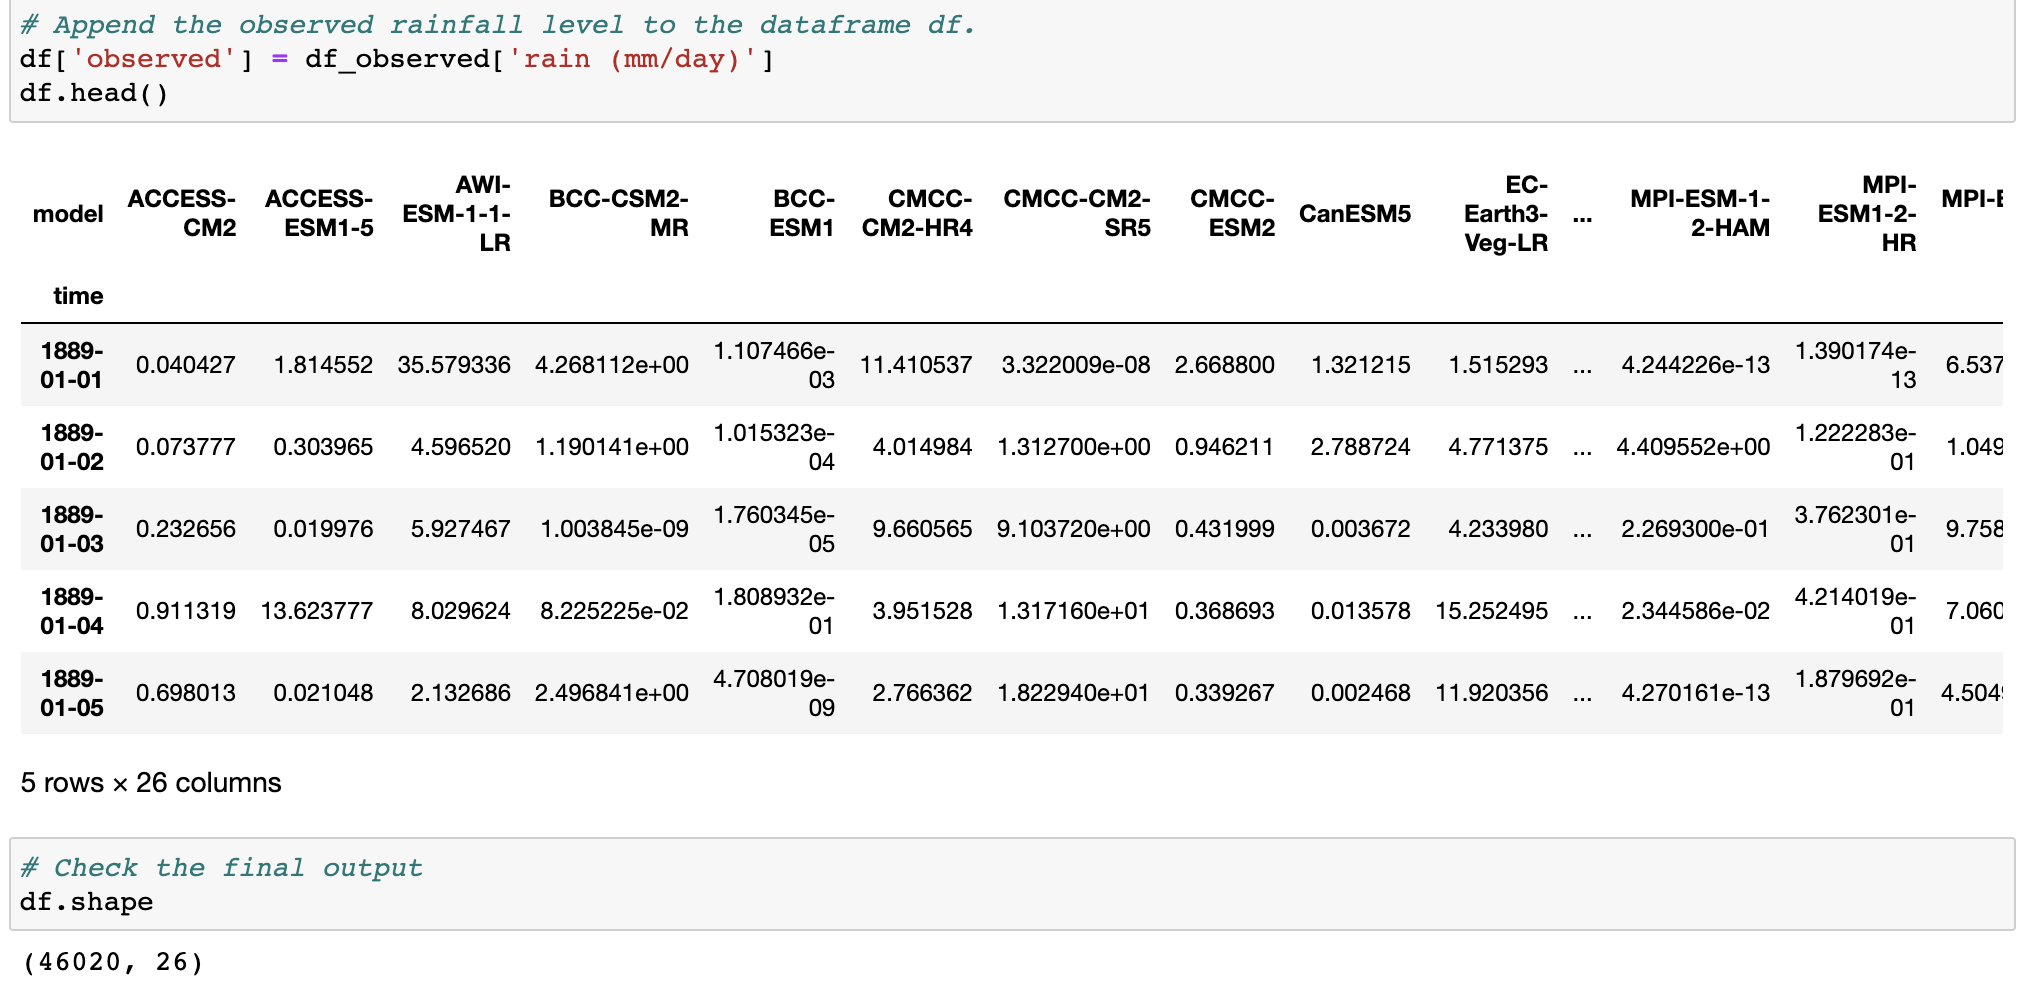 # Append the observed rainfall level to the dataframe df.
df['observed'] = df_observed['rain (mm/day)']
df.head()
model ACCESS-CM2 ACCESS-ESM1-5 AWI-ESM-1-1-LR BCC-CSM2-MR BCC-ESM1 CMCC-CM2-HR4 CMCC-CM2-SR5 CMCC-ESM2 CanESM5 EC-Earth3-Veg-LR ... MPI-ESM-1-2-HAM MPI-ESM1-2-HR MPI-E
time
1889-01-01 0.040427 1.814552 35.579336 4.268112e+00 1.107466e-03 11.410537 3.322009e-08 2.668800 1.321215 1.515293 ... 4.244226e-13 1.390174e-13 6.537
1889-01-02 0.073777 0.303965 4.596520 1.190141e+00 1.015323e-04 4.014984 1.312700e+00 0.946211 2.788724 4.771375 ... 4.409552e+00 1.222283e-01 1.049
1889-01-03 0.232656 0.019976 5.927467 1.003845e-09 1.760345e-05 9.660565 9.103720e+00 0.431999 0.003672 4.233980 ... 2.269300e-01 3.762301e-01 9.758
1889-01-04 0.911319 13.623777 8.029624 8.225225e-02 1.808932e-01 3.951528 1.317160e+01 0.368693 0.013578 15.252495 ... 2.344586e-02 4.214019e-01 7.060
1889-01-05 0.698013 0.021048 2.132686 2.496841e+00 4.708019e-09 2.766362 1.822940e+01 0.339267 0.002468 11.920356 ... 4.270161e-13 1.879692e-01 4.504
5 rows × 26 columns
# Check the final output
df.shape
(46020, 26)